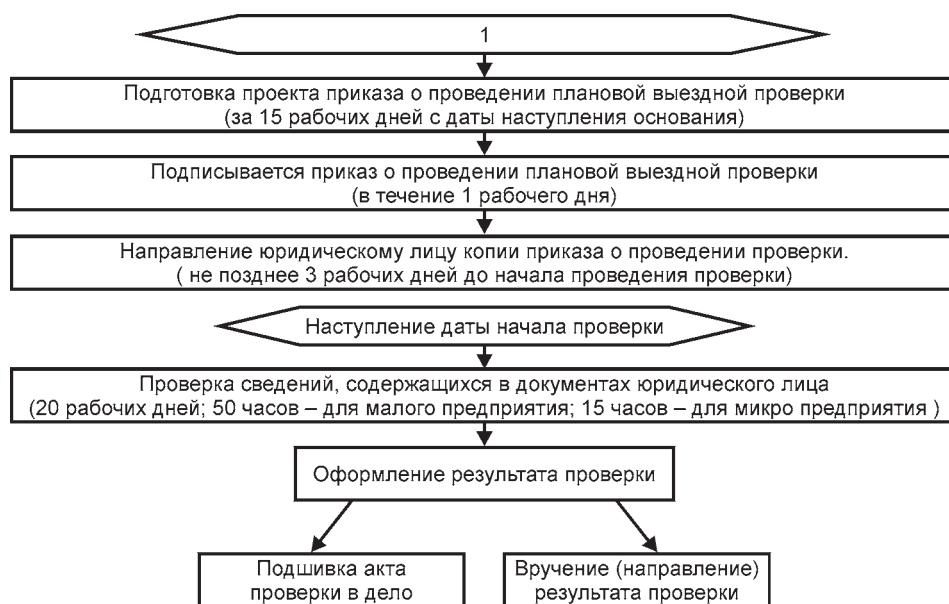 1
Подготовка проекта приказа о проведении плановой выездной проверки
(за 15 рабочих дней с даты наступления основания)
Подписывается приказ о проведении плановой выездной проверки
(в течение 1 рабочего дня)
Направление юридическому лицу копии приказа о проведении проверки.
( не позднее 3 рабочих дней до начала проведения проверки)
Наступление даты начала проверки
Проверка сведений, содержащихся в документах юридического лица
(20 рабочих дней; 50 часов – для малого предприятия; 15 часов – для микро предприятия )
Оформление результата проверки
Подшивка акта
проверки в дело
Вручение (направление)
результата проверки